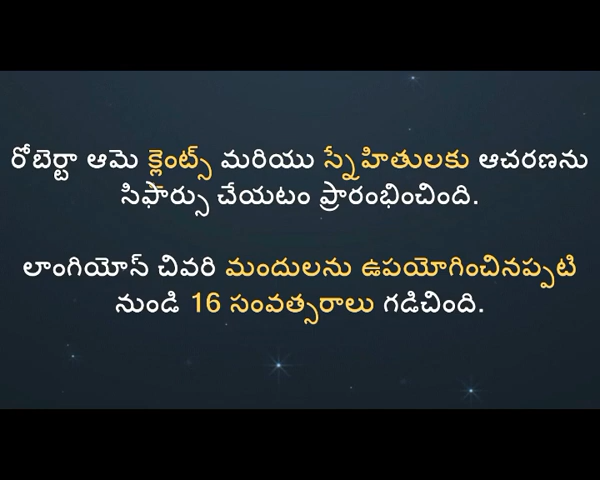 రోబెర్టా ఆమె క్లైంట్స్ మరియు స్నేహితులకు ఆచరణను
సిఫార్సు చేయటం ప్రారంభించింది.
లాంగియోస్ చివరి మందులను ఉపయోగించినప్పటి
నుండి 16 సంవత్సరాలు గడిచింది.